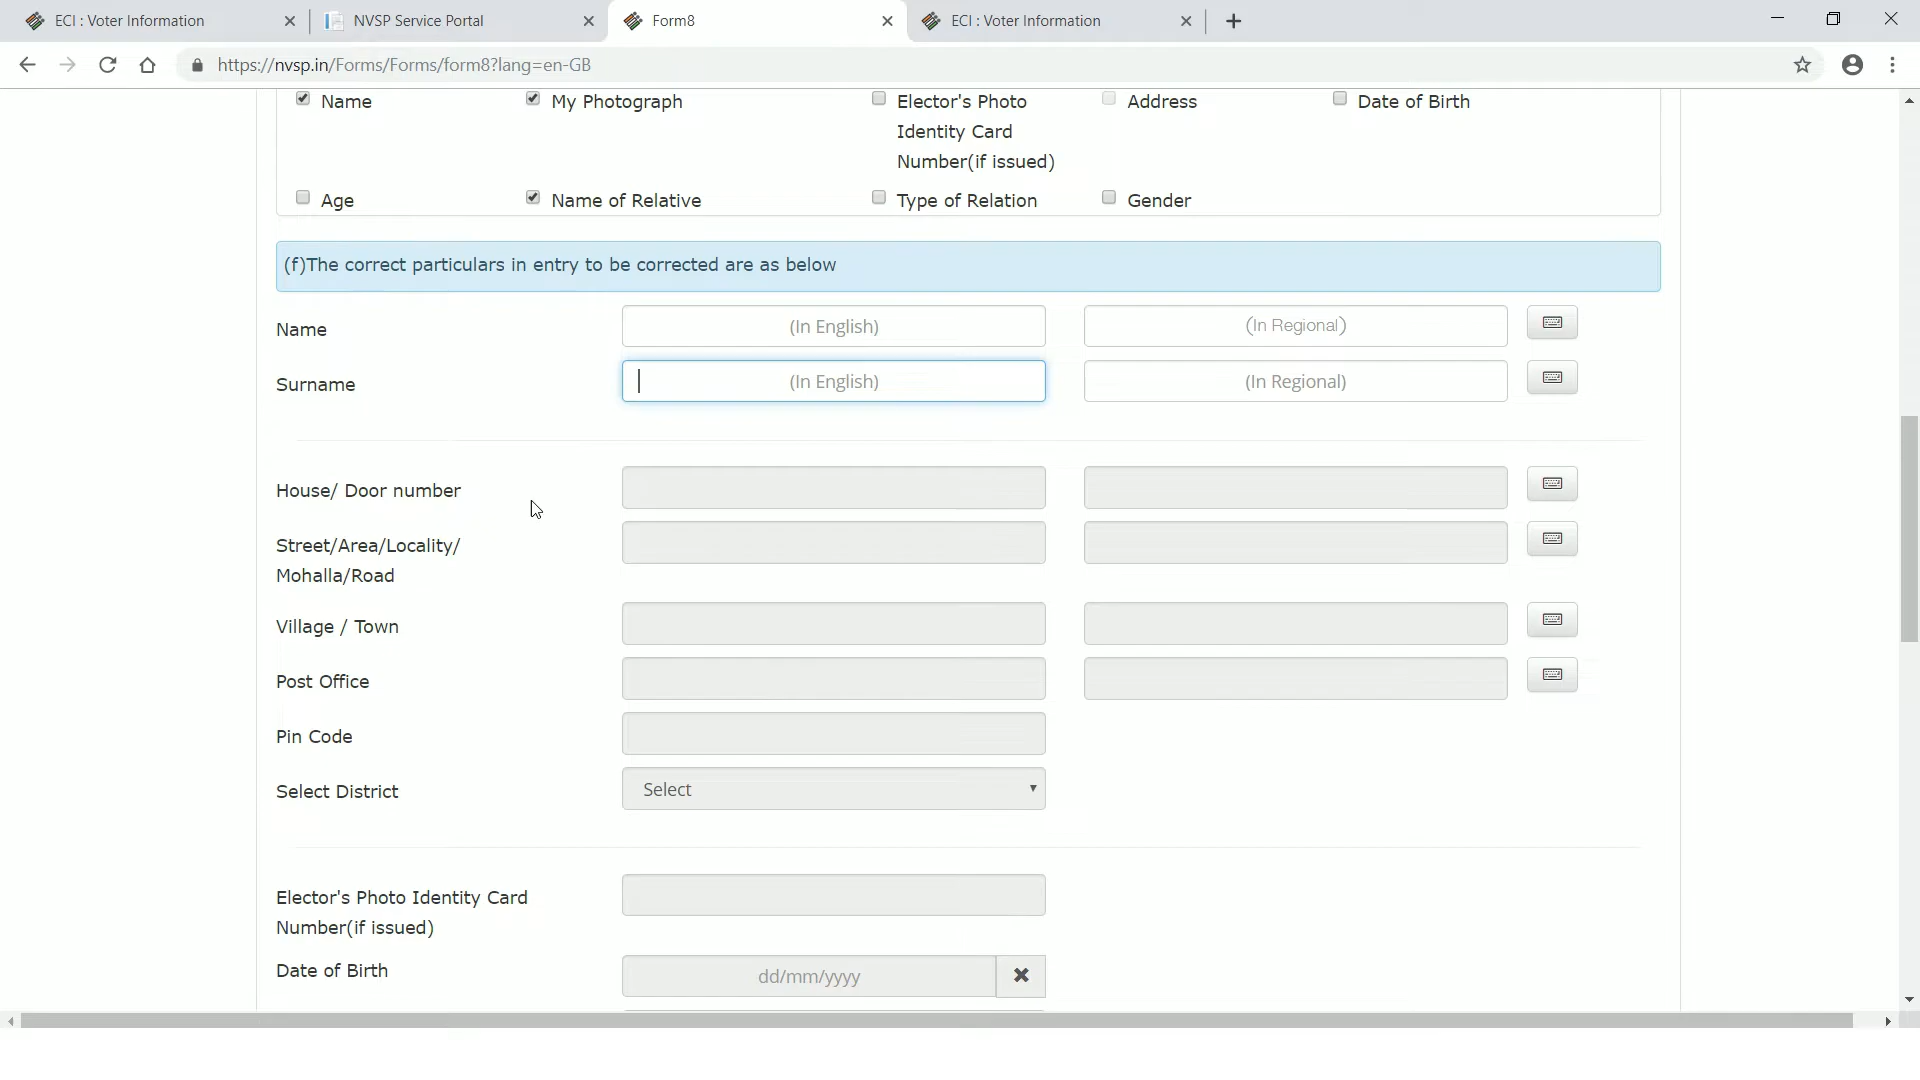 ECI : Voter Information
NVSP Service Portal
Form8
ECI : Voter Information
https://nvsp.in/Forms/Forms/form8?lang=en-GB
Name
My Photograph
Elector's Photo
Identity Card
Number(if issued)
Address
Date of Birth
Age
Name of Relative
Type of Relation
Gender
(f)The correct particulars in entry to be corrected are as below
Name
(In English)
(In Regional)
Surname
(In English)
(In Regional)
House/ Door number
Street/Area/Locality/
Mohalla/Road
Village / Town
Post Office
Pin Code
Select District
Select
Elector's Photo Identity Card
Number(if issued)
Date of Birth
dd/mm/yyyy